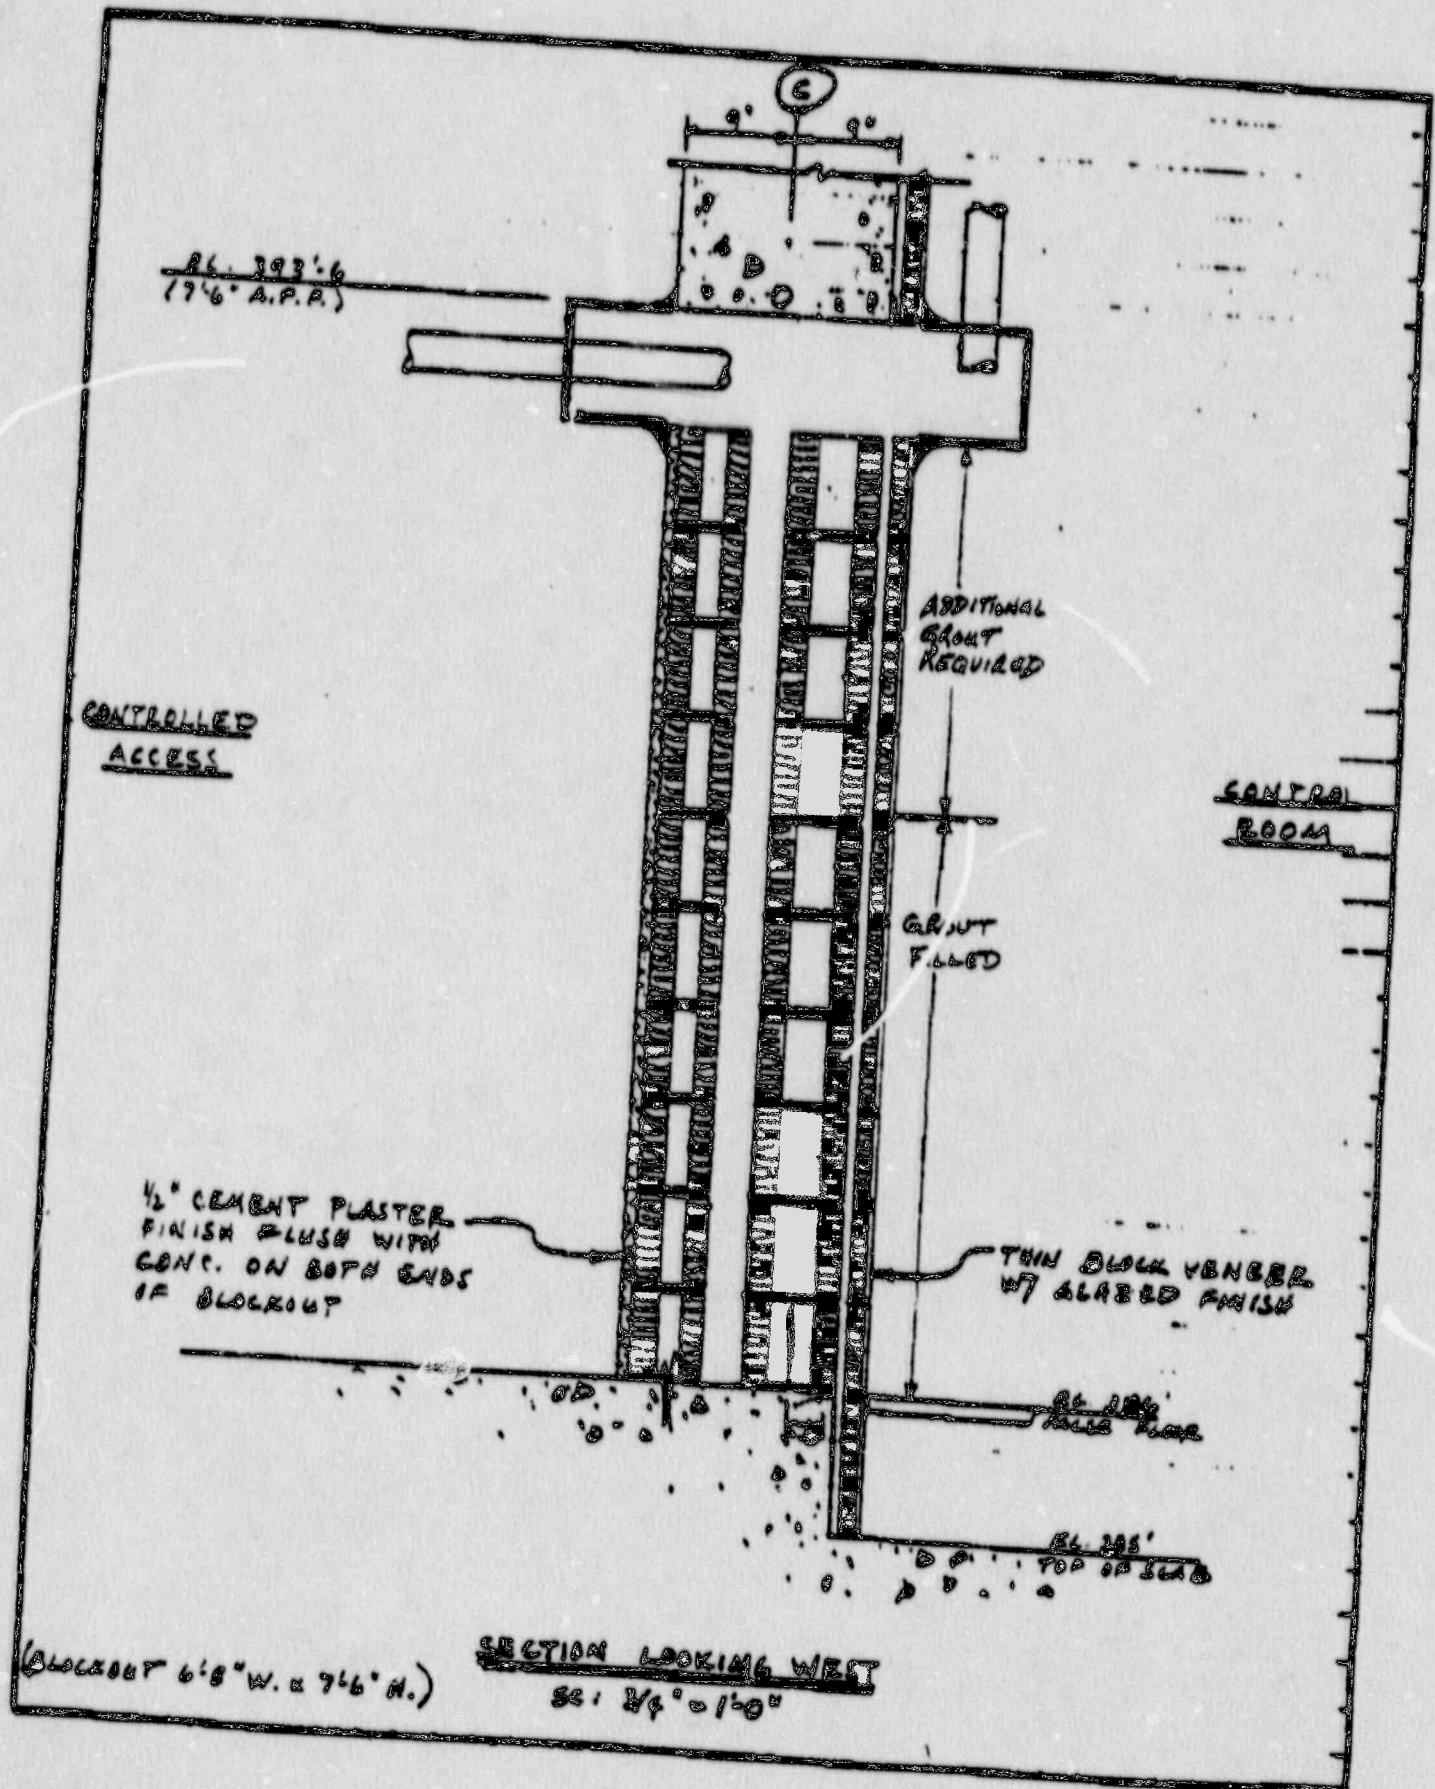 C
9" 9"
EL. 393'-6
(7'6" A.F.F.)
ADDITIONAL
GROUT
REQUIRED
CONTROLLED
ACCESS
CONTROL
ROOM
GROUT
FILLED
1/2" CEMENT PLASTER
FINISH FLUSH WITH
CONC. ON BOTH ENDS
OF BLOCKOUT
THIN BLOCK VENEER
W/ GLAZED FINISH
EL. 386'
FALSE FLOOR
EL. 385'
TOP OF SLAB
(BLOCKOUT 6'8" W. x 7'6" H.)
SECTION LOOKING WEST
SC: 3/4" = 1'-0"